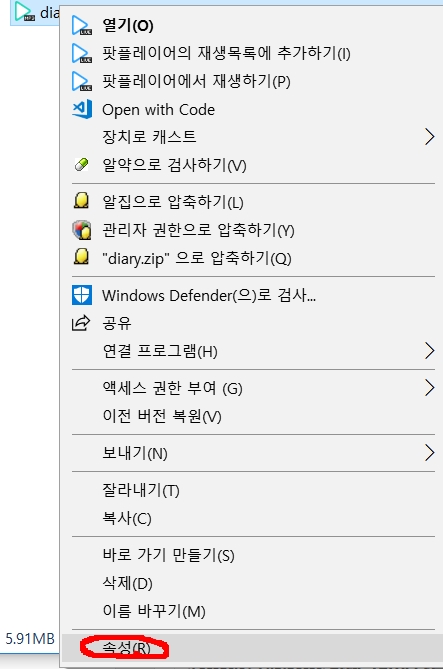 dia
열기(O)
팟플레이어의 재생목록에 추가하기(I)
팟플레이어에서 재생하기(P)
Open with Code
장치로 캐스트
알약으로 검사하기(V)
알집으로 압축하기(L)
관리자 권한으로 압축하기(Y)
"diary.zip" 으로 압축하기(Q)
Windows Defender(으)로 검사...
공유
연결 프로그램(H)
액세스 권한 부여 (G)
이전 버전 복원(V)
보내기(N)
잘라내기(T)
복사(C)
바로 가기 만들기(S)
삭제(D)
이름 바꾸기(M)
5.91MB
속성(R)